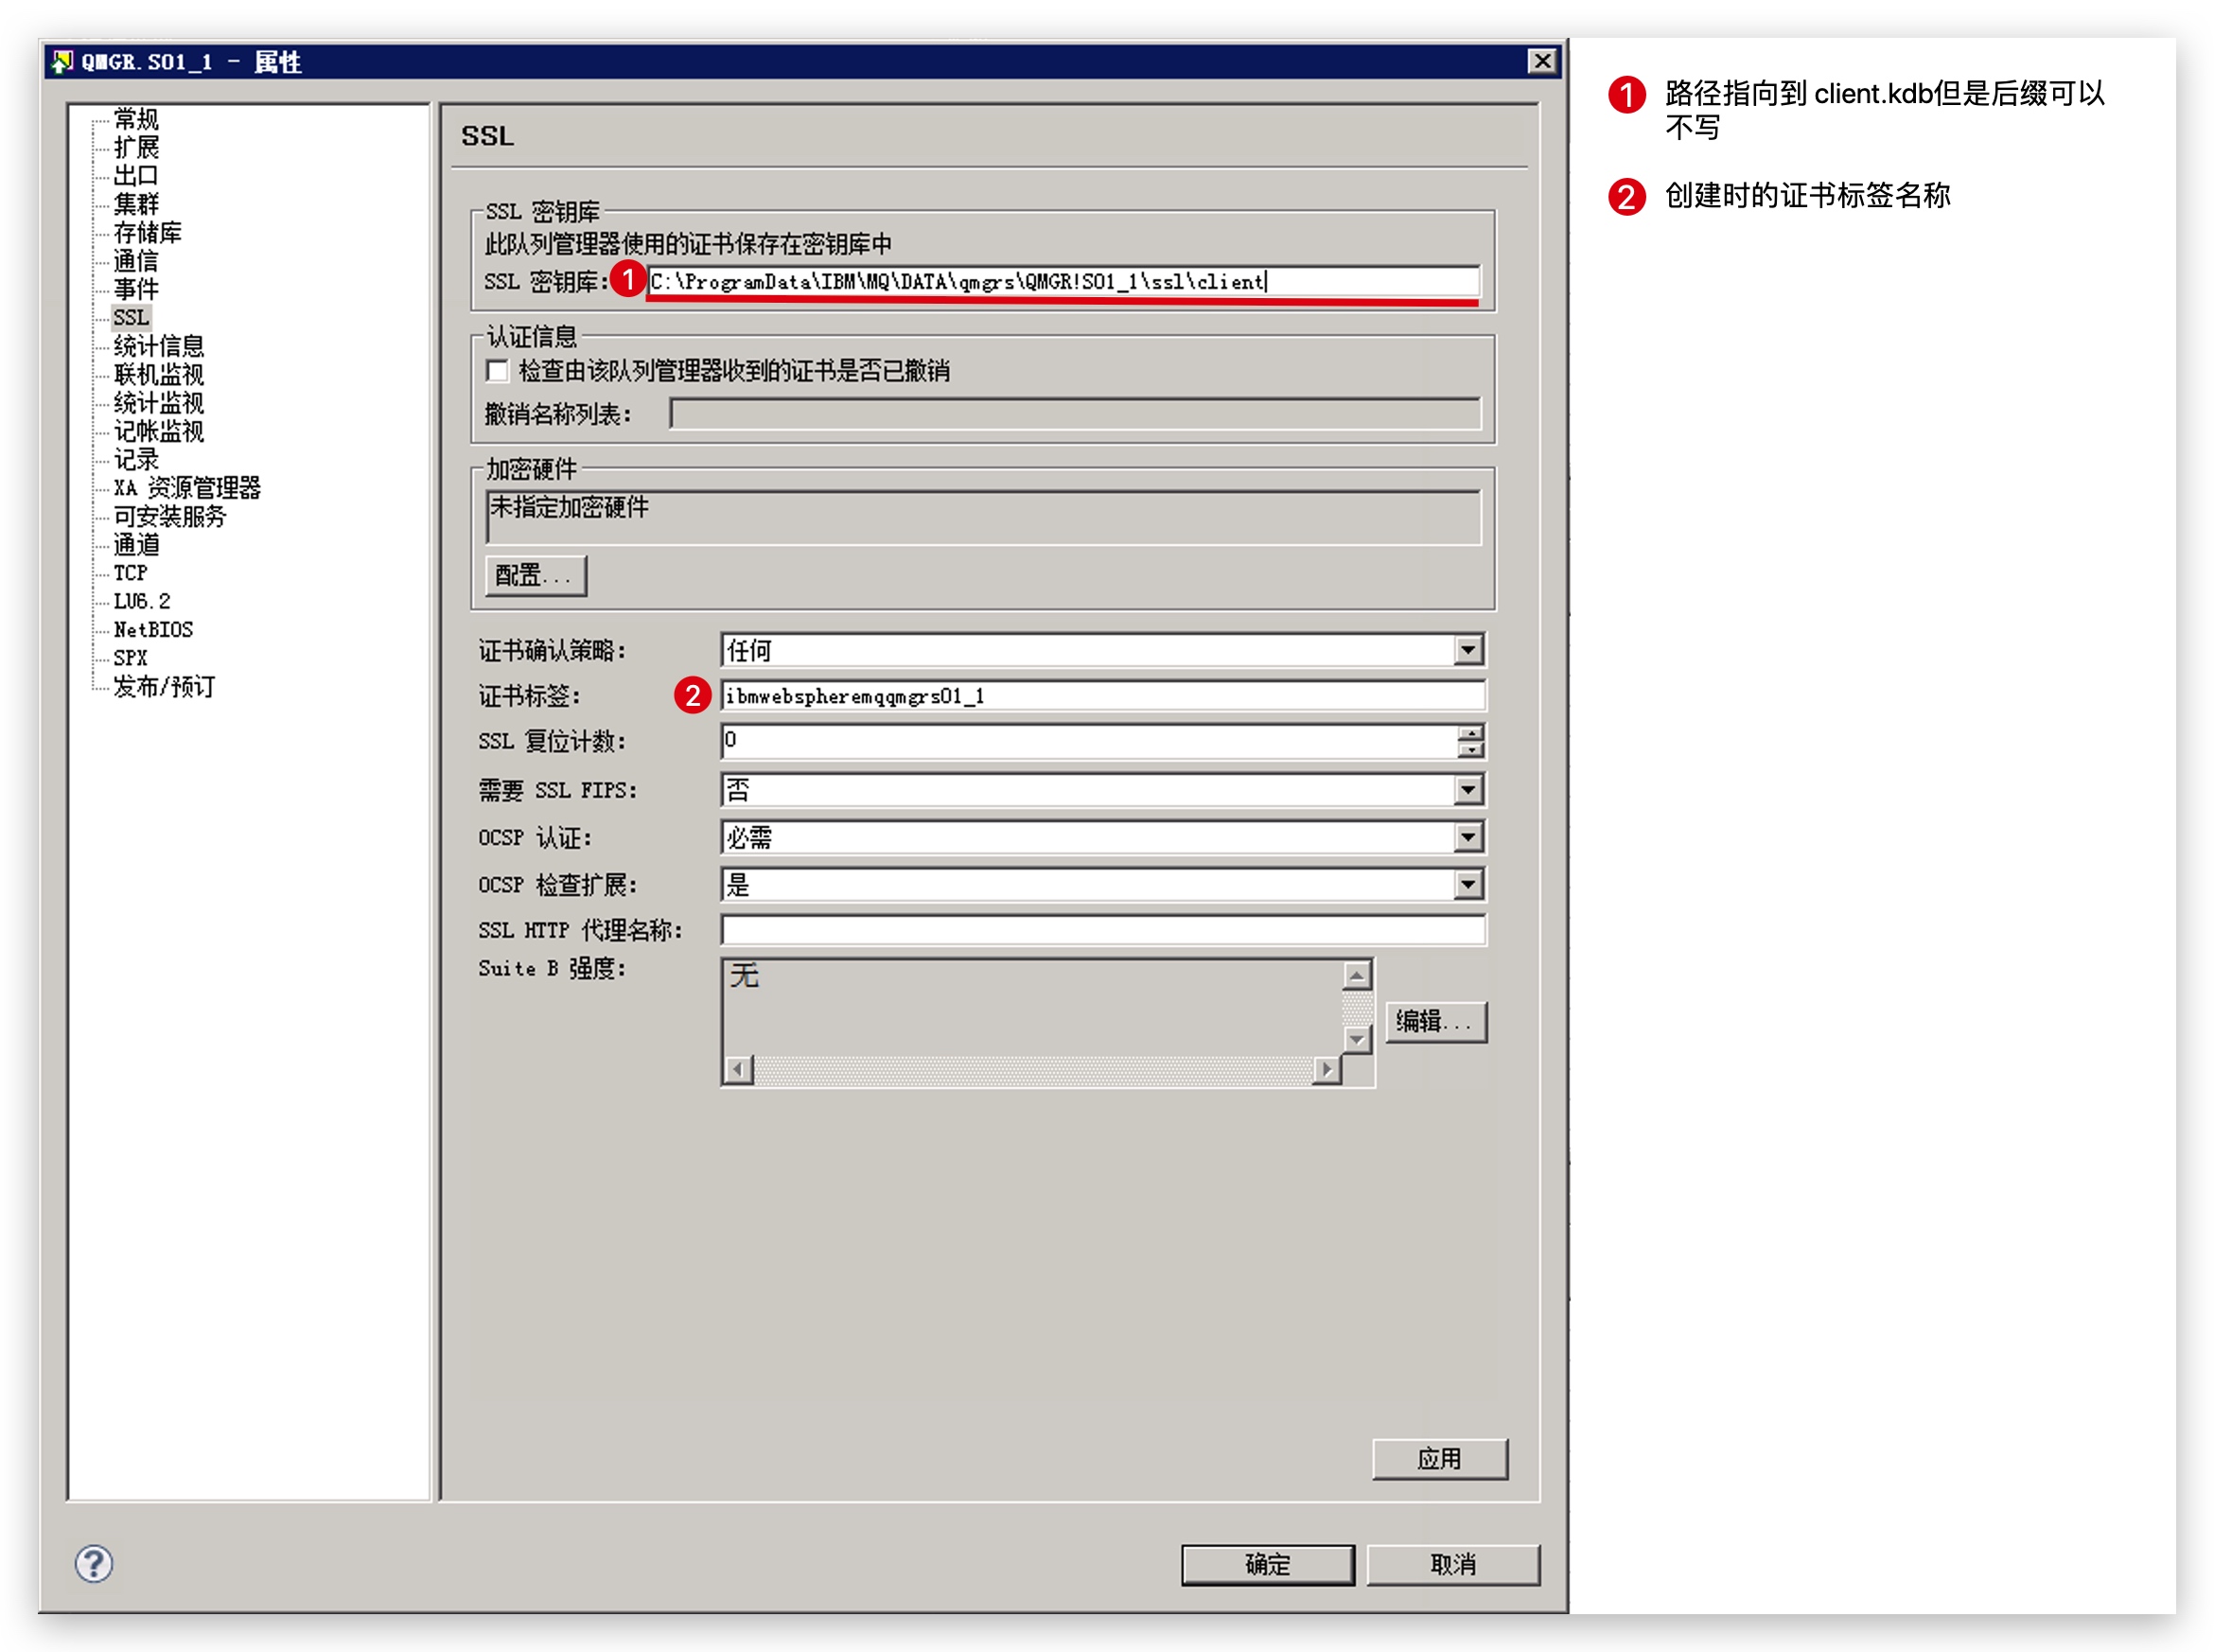 QMGR.S01_1 - 属性
常规
扩展
出口
集群
存储库
通信
事件
SSL
统计信息
联机监视
统计监视
记帐监视
记录
XA 资源管理器
可安装服务
通道
TCP
LU6.2
NetBIOS
SPX
发布/预订
SSL
SSL 密钥库
此队列管理器使用的证书保存在密钥库中
SSL 密钥库: 1 C:\ProgramData\IBM\MQ\DATA\qmgrs\QMGR!S01_1\ssl\client
认证信息
检查由该队列管理器收到的证书是否已撤销
撤销名称列表:
加密硬件
未指定加密硬件
配置...
证书确认策略: 任何
证书标签: 2 ibmwebspheremqqmgrs01_1
SSL 复位计数: 0
需要 SSL FIPS: 否
OCSP 认证: 必需
OCSP 检查扩展: 是
SSL HTTP 代理名称:
Suite B 强度: 无
编辑...
应用
确定 取消
1 路径指向到 client.kdb但是后缀可以
不写
2 创建时的证书标签名称